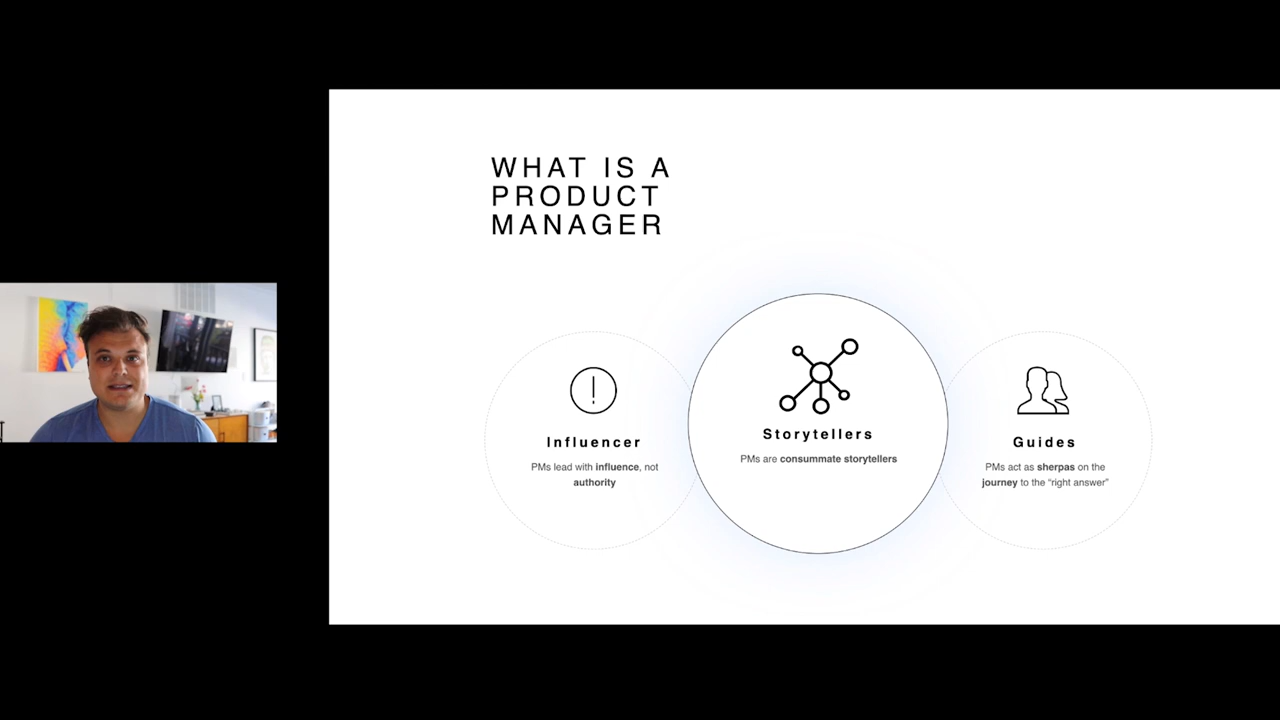 WHAT IS A
PRODUCT
MANAGER
Influencer
PMs lead with influence, not
authority
Storytellers
PMs are consummate storytellers
Guides
PMs act as sherpas on the
journey to the “right answer”